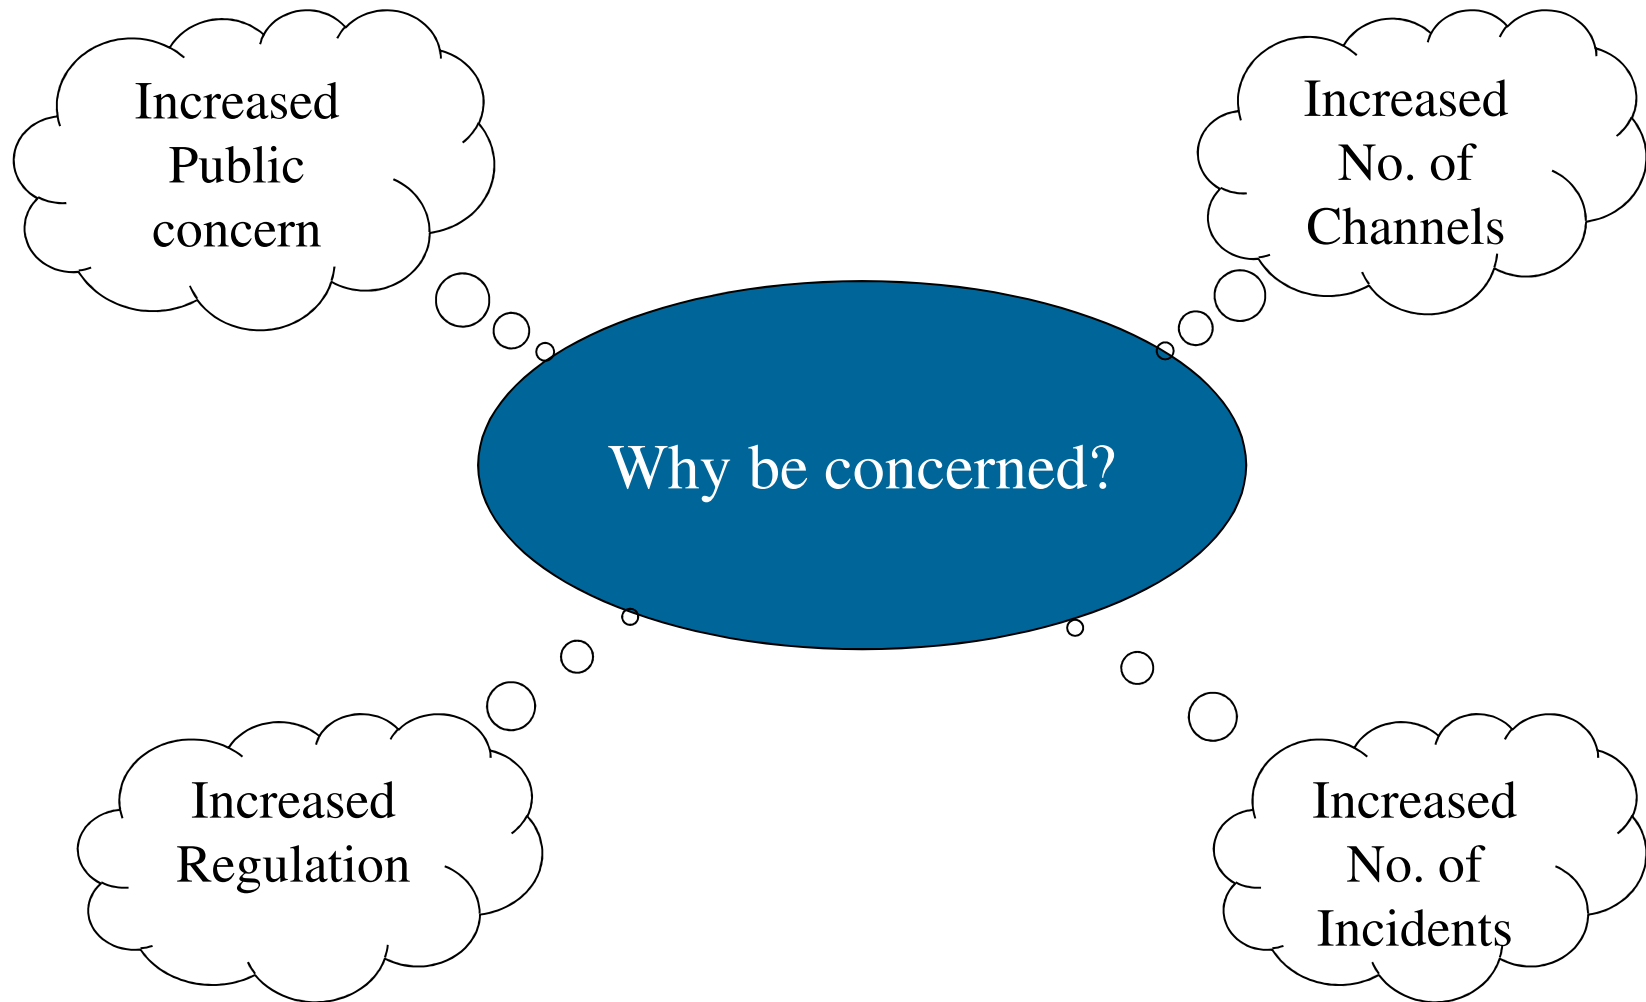 Increased
Public
concern
Increased
No. of
Channels
Why be concerned?
Increased
Regulation
Increased
No. of
Incidents